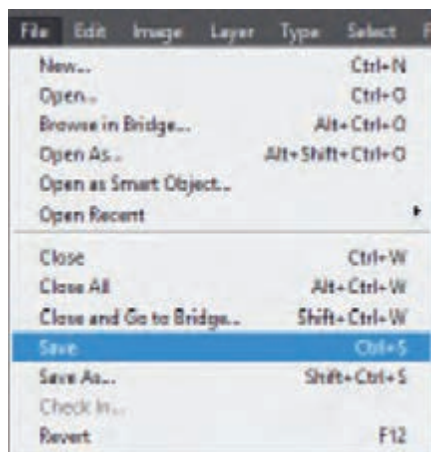 File Edit Image Layer Type Select
New... Ctrl+N
Open... Ctrl+O
Browse in Bridge... Alt+Ctrl+O
Open As... Alt+Shift+Ctrl+O
Open as Smart Object...
Open Recent
Close Ctrl+W
Close All Alt+Ctrl+W
Close and Go to Bridge... Shift+Ctrl+W
Save Ctrl+S
Save As... Shift+Ctrl+S
Check In...
Revert F12